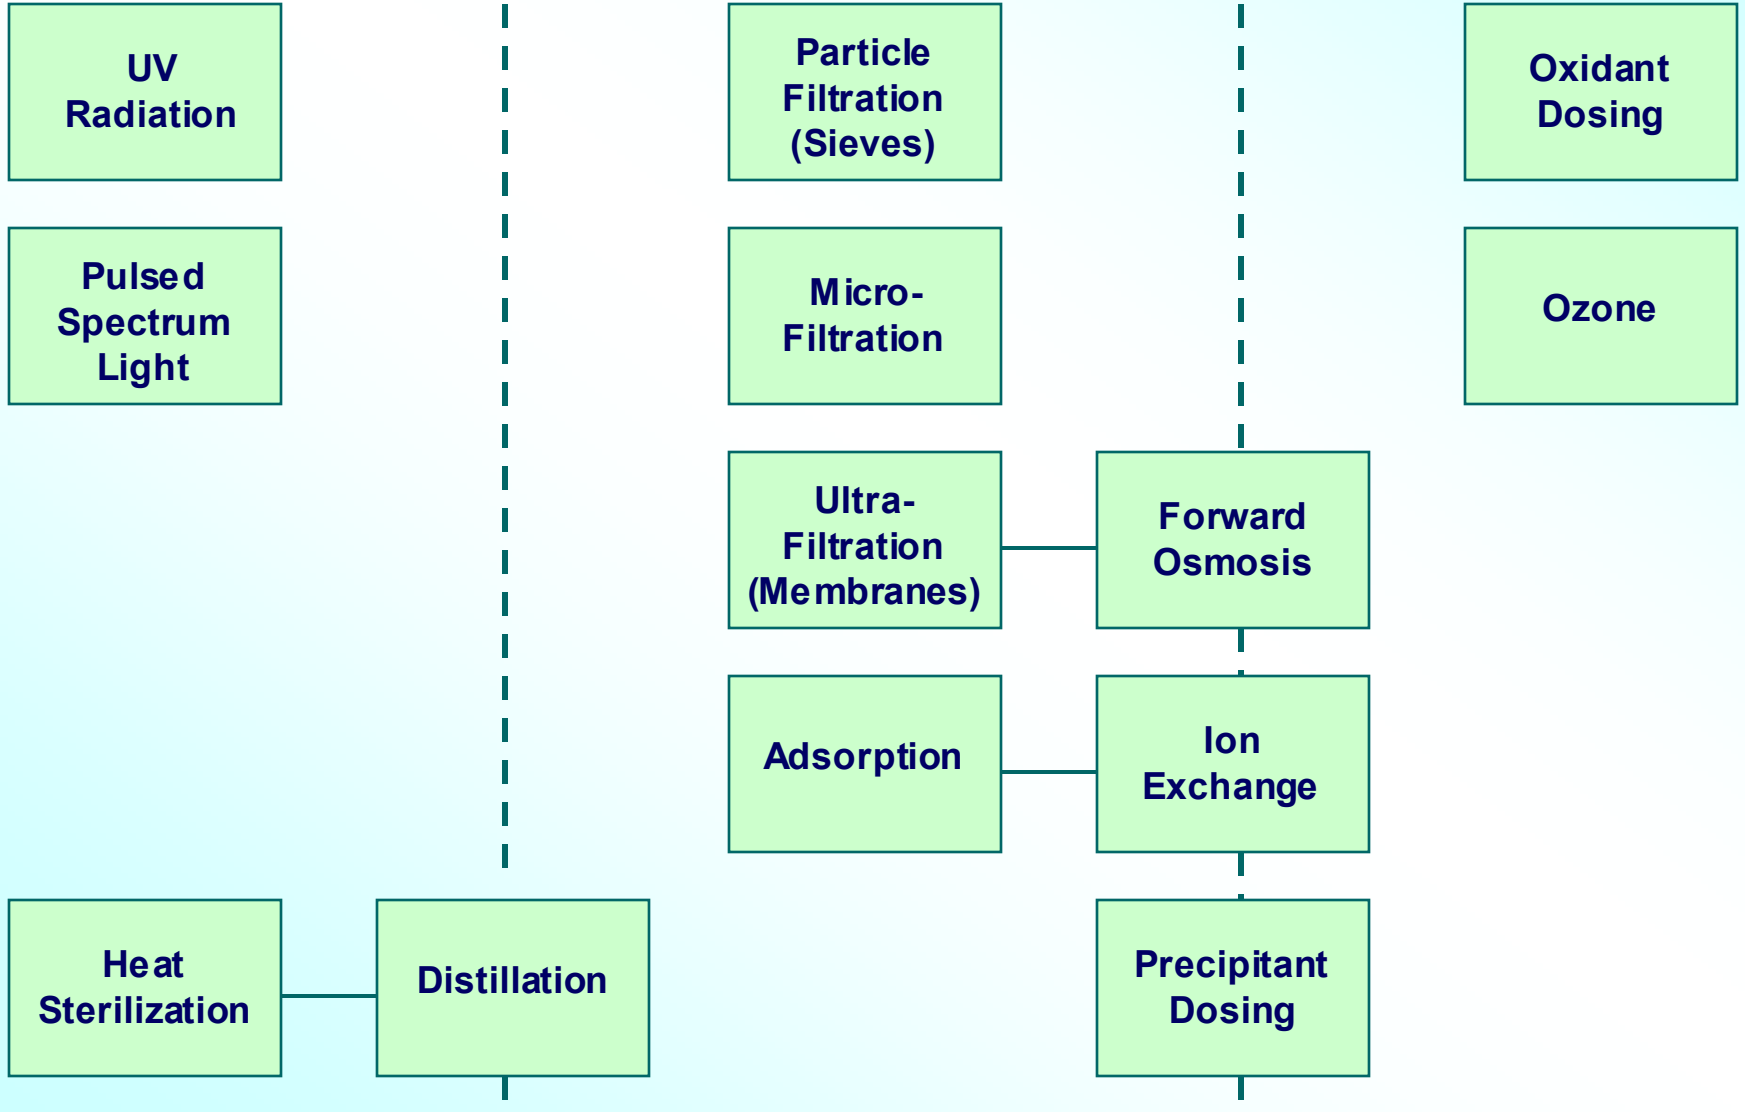 UV
Radiation
Particle
Filtration
(Sieves)
Oxidant
Dosing
Pulsed
Spectrum
Light
Micro-
Filtration
Ozone
Ultra-
Filtration
(Membranes)
Forward
Osmosis
Adsorption
Ion
Exchange
Heat
Sterilization
Distillation
Precipitant
Dosing